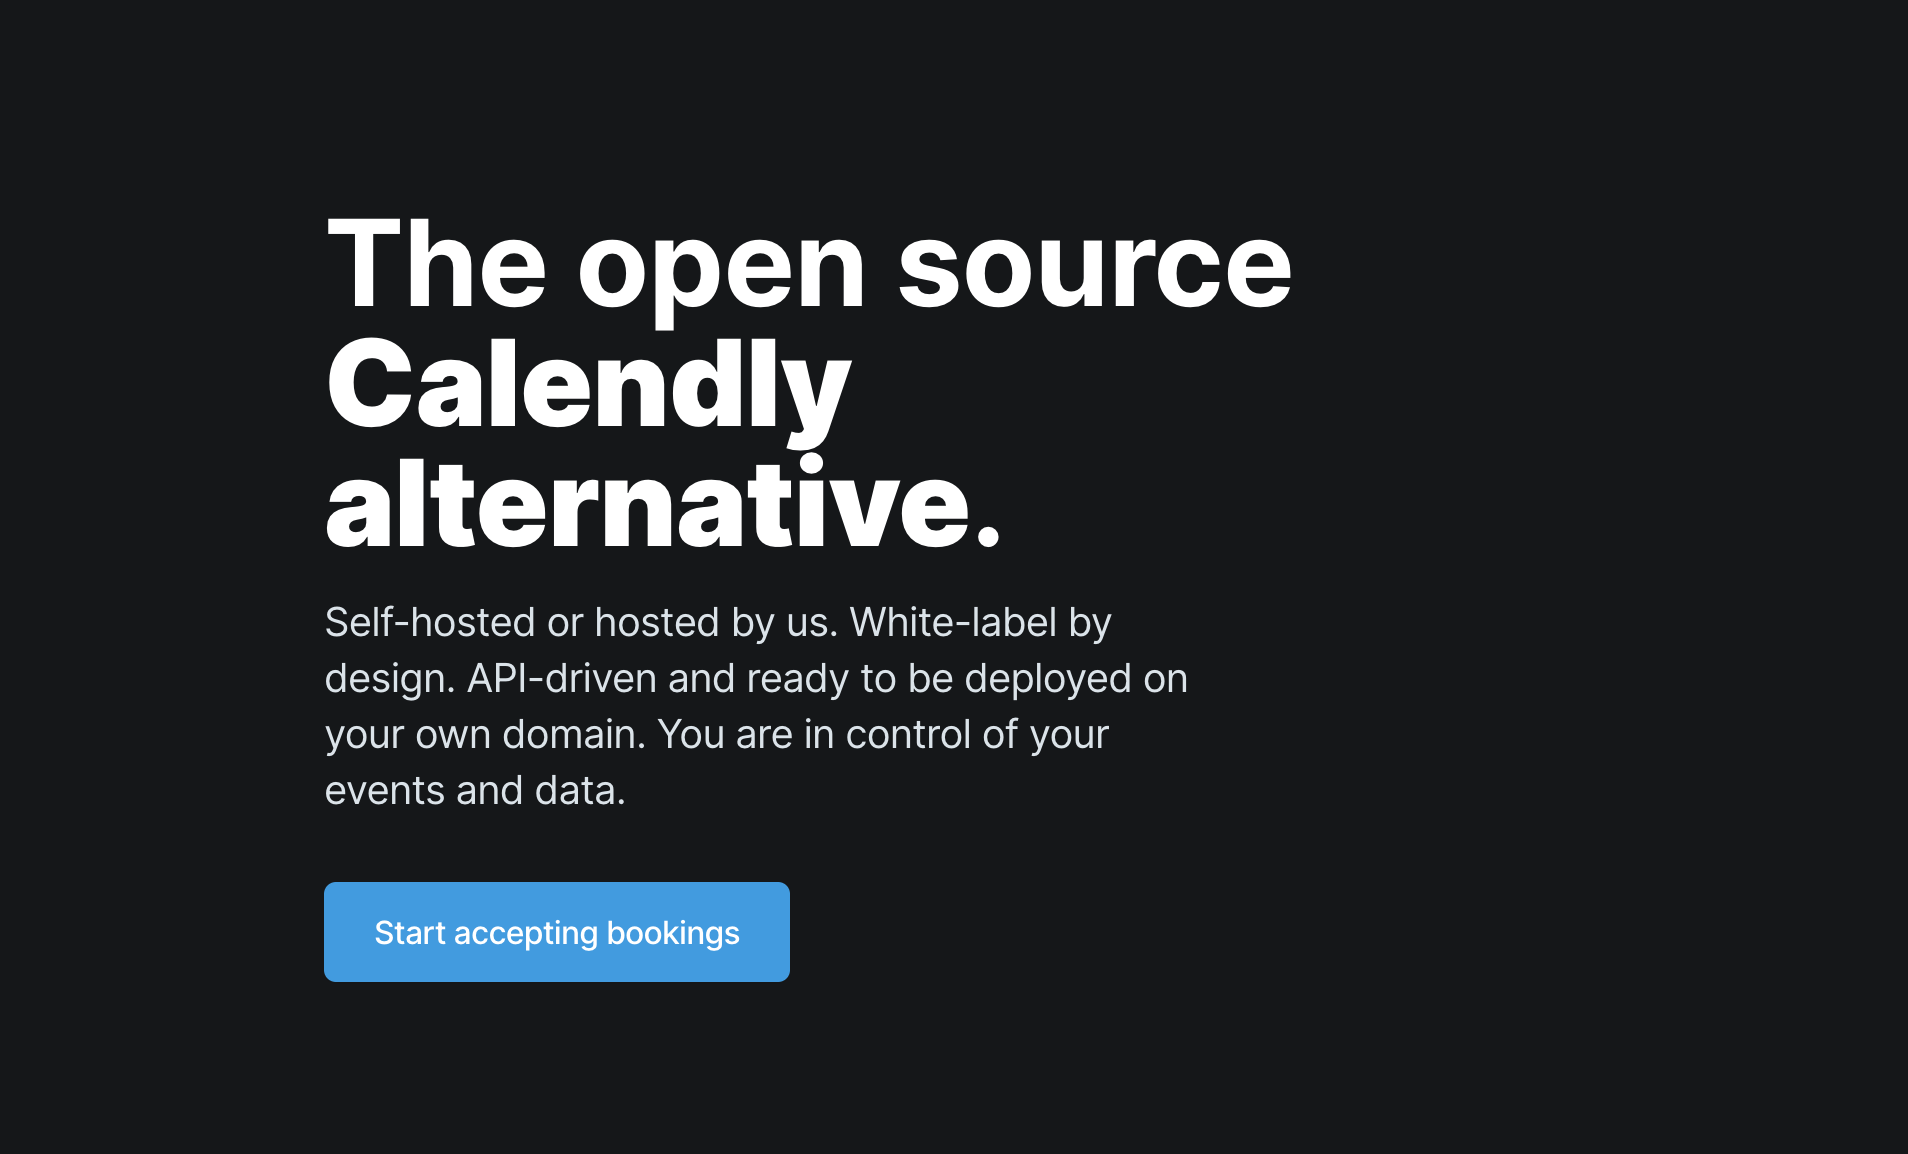 The open source
Calendly
alternative.
Self-hosted or hosted by us. White-label by
design. API-driven and ready to be deployed on
your own domain. You are in control of your
events and data.
Start accepting bookings